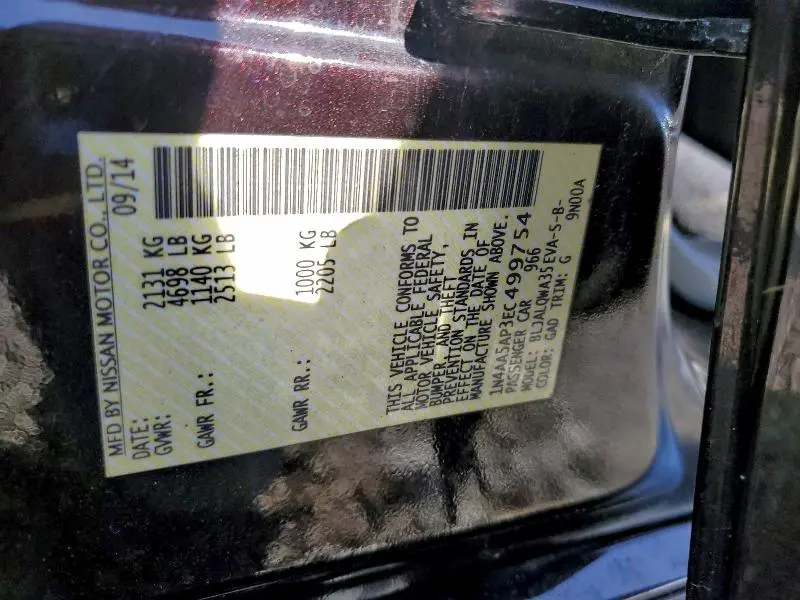 MFD BY NISSAN MOTOR CO., LTD.
DATE: 09/14
GVWR: 2131 KG
4698 LB
GAWR FR.: 1140 KG
2513 LB
GAWR RR.: 1000 KG
2205 LB
THIS VEHICLE CONFORMS TO
ALL APPLICABLE FEDERAL
MOTOR VEHICLE SAFETY,
BUMPER, AND THEFT
PREVENTION STANDARDS IN
EFFECT ON THE DATE OF
MANUFACTURE SHOWN ABOVE.
1N4AA5AP3EC499754
PASSENGER CAR 966
MODEL: BLJALDWA35EVA-S-B-
COLOR: GAD TRIM: G 9N00A